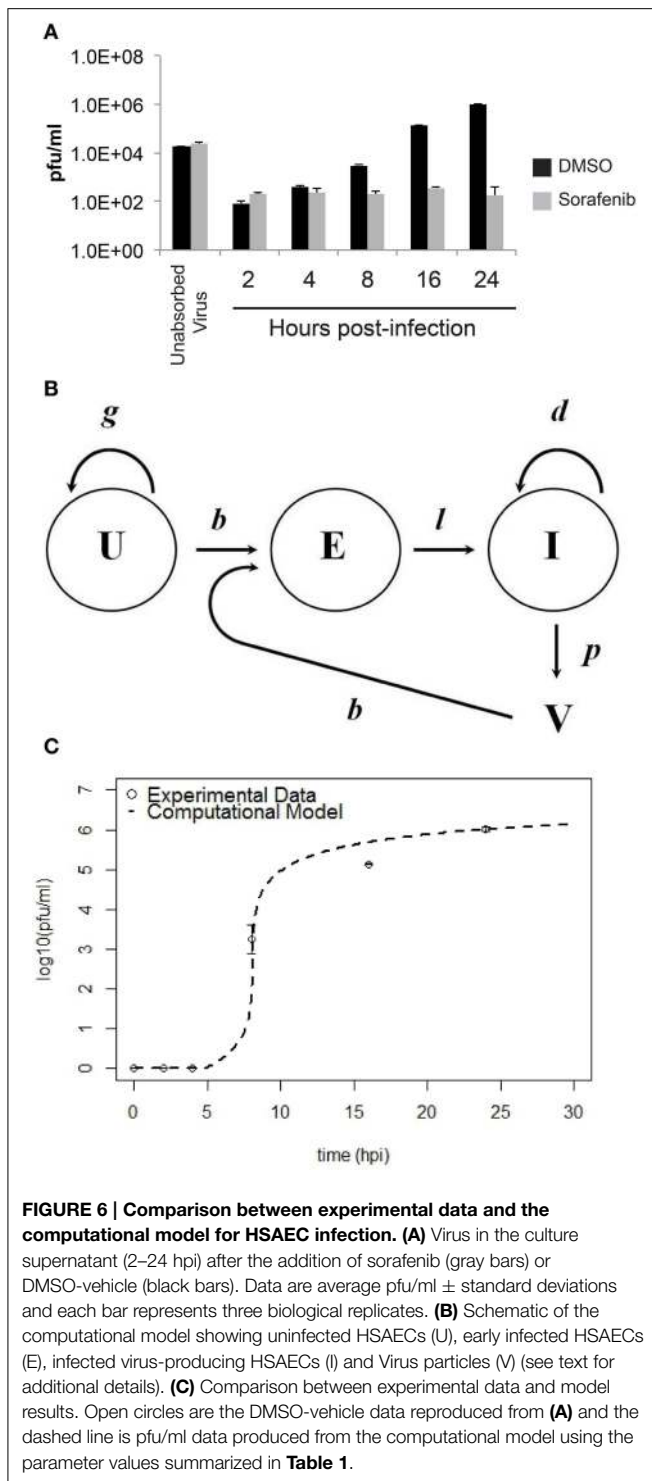 A
1.0E+08
1.0E+06
1.0E+04
1.0E+02
1.0E+00
pfu/ml
DMSO
Sorafenib
Unabsorbed
Virus
2 4 8 16 24
Hours post-infection
B
g
d
U
b
E
l
I
p
b
V
C
7
6
5
4
3
2
1
0
log10(pfu/ml)
Experimental Data
Computational Model
0 5 10 15 20 25 30
time (hpi)
FIGURE 6 | Comparison between experimental data and the
computational model for HSAEC infection. (A) Virus in the culture
supernatant (2–24 hpi) after the addition of sorafenib (gray bars) or
DMSO-vehicle (black bars). Data are average pfu/ml ± standard deviations
and each bar represents three biological replicates. (B) Schematic of the
computational model showing uninfected HSAECs (U), early infected HSAECs
(E), infected virus-producing HSAECs (I) and Virus particles (V) (see text for
additional details). (C) Comparison between experimental data and model
results. Open circles are the DMSO-vehicle data reproduced from (A) and the
dashed line is pfu/ml data produced from the computational model using the
parameter values summarized in Table 1.